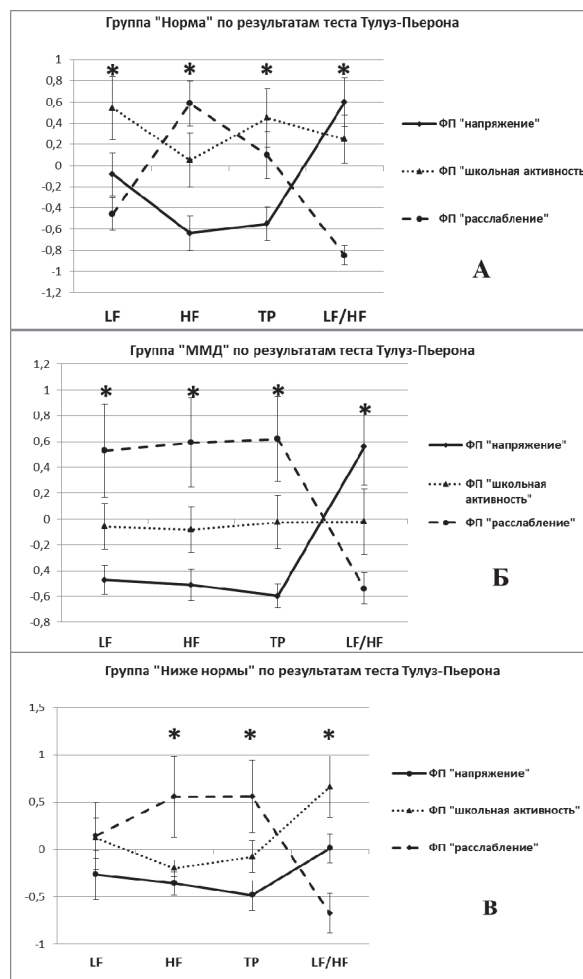 Группа "Норма" по результатам теста Тулуз-Пьерона
1
0,8
0,6
0,4
0,2
0
-0,2
-0,4
-0,6
-0,8
-1
-1,2
* * * *
LF HF TP LF/HF
ФП "напряжение"
ФП "школьная активность"
ФП "расслабление"
А
Группа "ММД" по результатам теста Тулуз-Пьерона
1,2
1
0,8
0,6
0,4
0,2
0
-0,2
-0,4
-0,6
-0,8
* * * *
LF HF TP LF/HF
ФП "напряжение"
ФП "школьная
активность"
ФП "расслабление"
Б
Группа "Ниже нормы" по результатам теста Тулуз-Пьерона
1,5
1
0,5
0
-0,5
-1
* * *
LF HF TP LF/HF
ФП "напряжение"
ФП "школьная активность"
ФП "расслабление"
В